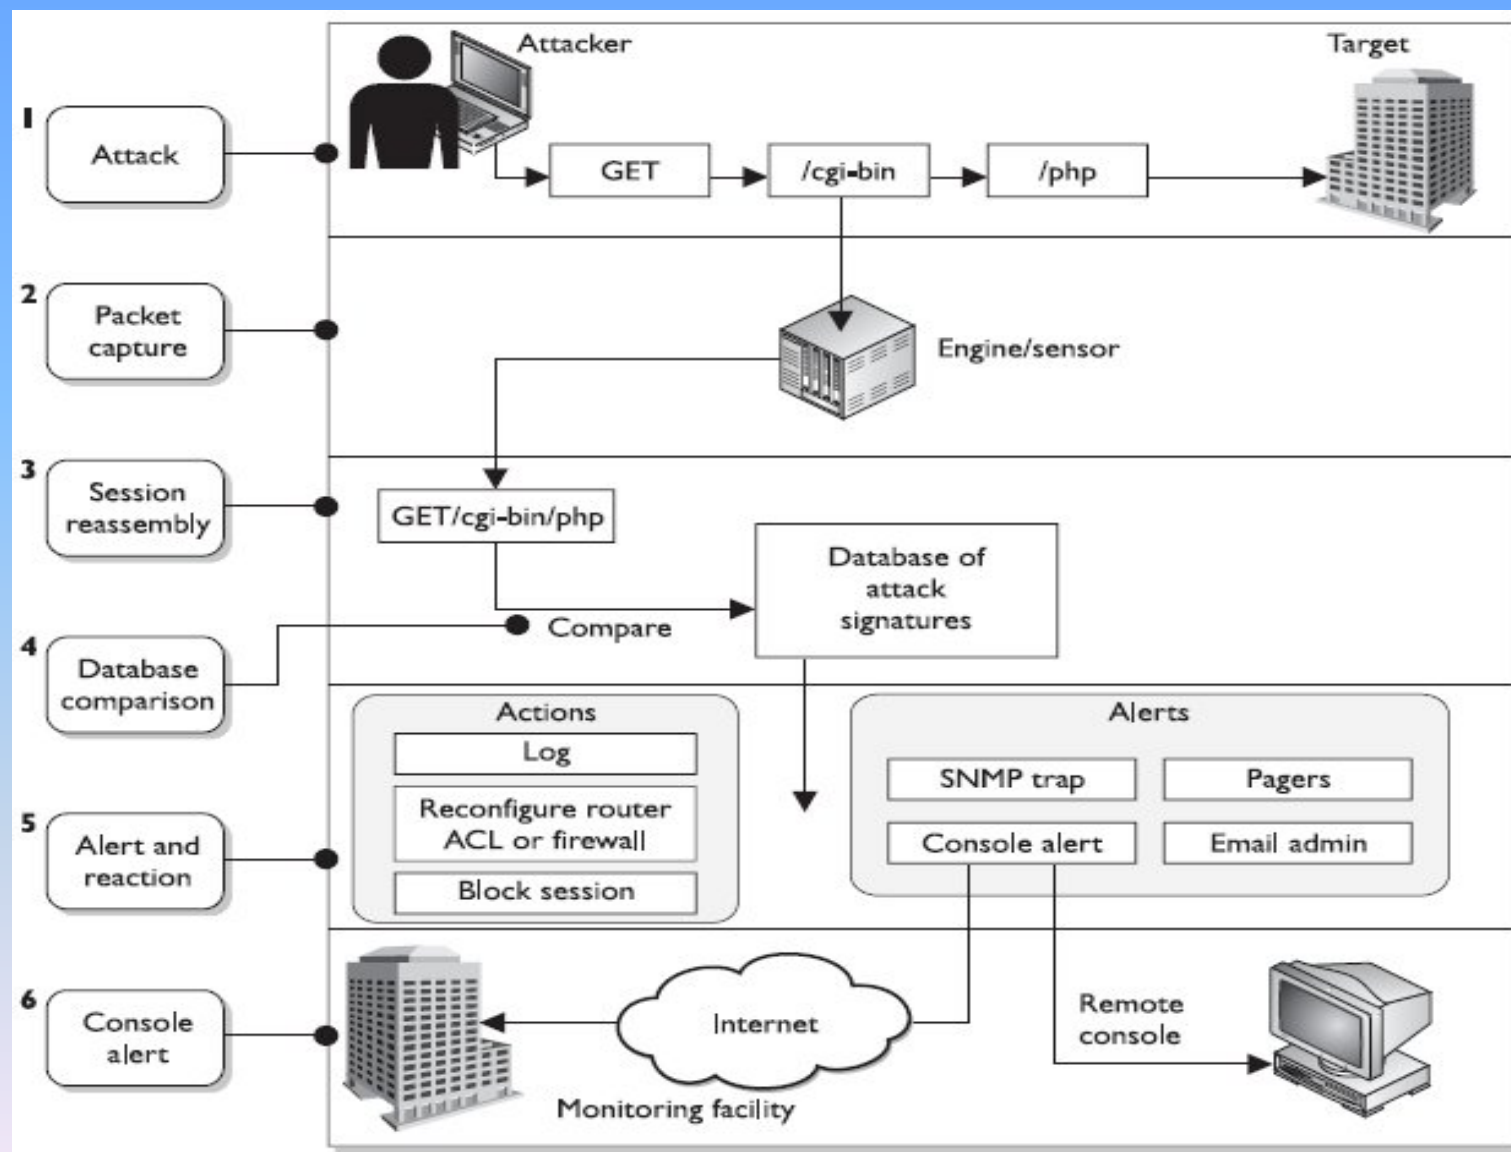 Attacker
Target
1
Attack
GET
/cgi-bin
/php
2
Packet
capture
Engine/sensor
3
Session
reassembly
GET/cgi-bin/php
Database of
attack
signatures
Compare
4
Database
comparison
Actions
Log
Reconfigure router
ACL or firewall
Block session
Alerts
SNMP trap
Pagers
Console alert
Email admin
5
Alert and
reaction
6
Console
alert
Internet
Monitoring facility
Remote
console